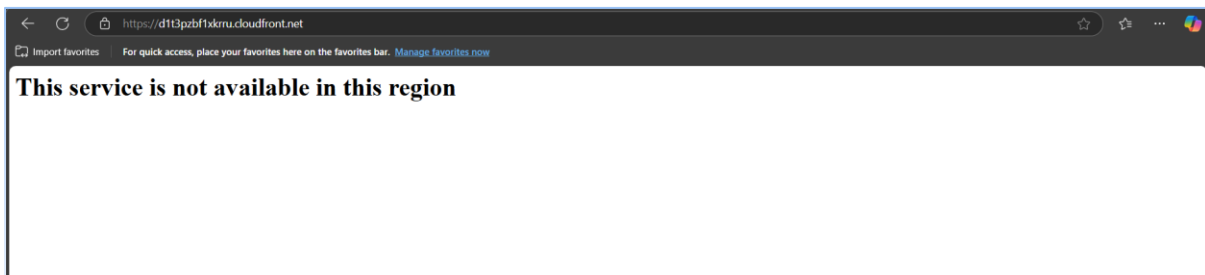 https://d1t3pzbf1xkrru.cloudfront.net
Import favorites For quick access, place your favorites here on the favorites bar. Manage favorites now
This service is not available in this region